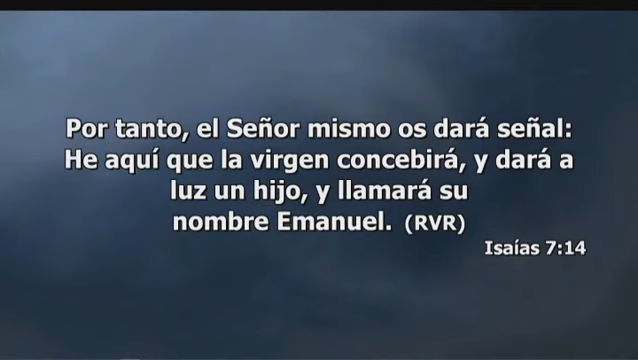 Por tanto, el Señor mismo os dará señal:
He aquí que la virgen concebirá, y dará a
luz un hijo, y llamará su
nombre Emanuel. (RVR)
Isaías 7:14